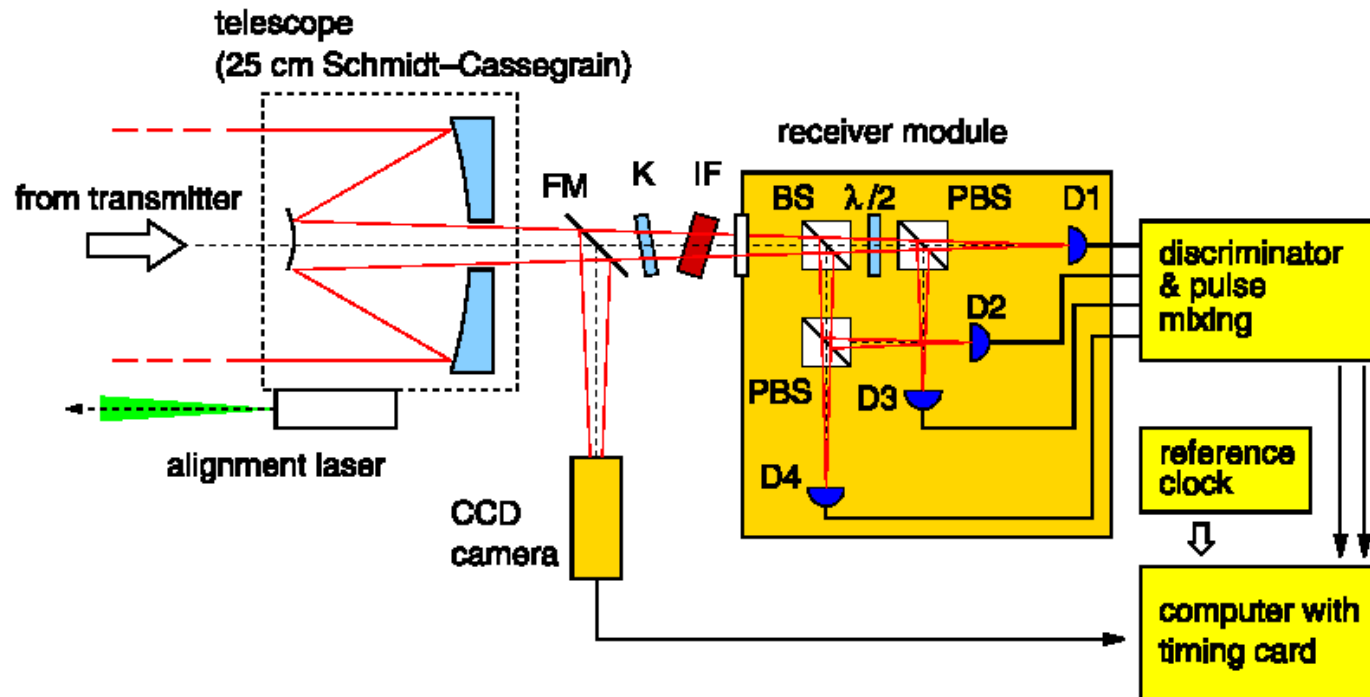 telescope
(25 cm Schmidt–Cassegrain)
receiver module
from transmitter
FM
K
IF
BS
λ/2
PBS
D1
D2
PBS
D3
D4
discriminator
& pulse
mixing
alignment laser
CCD
camera
reference
clock
computer with
timing card